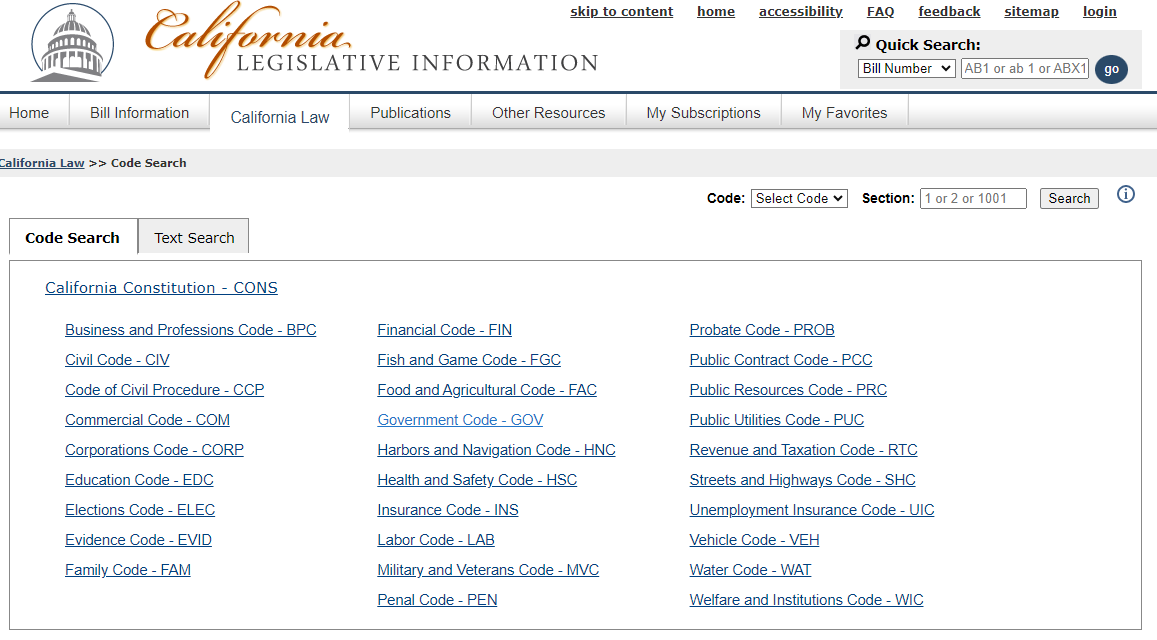 skip to content home accessibility FAQ feedback sitemap login
California
LEGISLATIVE INFORMATION
Quick Search:
Bill Number AB1 or ab 1 or ABX1 go
Home Bill Information California Law Publications Other Resources My Subscriptions My Favorites
California Law >> Code Search
Code: Select Code Section: 1 or 2 or 1001 Search
Code Search Text Search
California Constitution - CONS
Business and Professions Code - BPC Financial Code - FIN Probate Code - PROB
Civil Code - CIV Fish and Game Code - FGC Public Contract Code - PCC
Code of Civil Procedure - CCP Food and Agricultural Code - FAC Public Resources Code - PRC
Commercial Code - COM Government Code - GOV Public Utilities Code - PUC
Corporations Code - CORP Harbors and Navigation Code - HNC Revenue and Taxation Code - RTC
Education Code - EDC Health and Safety Code - HSC Streets and Highways Code - SHC
Elections Code - ELEC Insurance Code - INS Unemployment Insurance Code - UIC
Evidence Code - EVID Labor Code - LAB Vehicle Code - VEH
Family Code - FAM Military and Veterans Code - MVC Water Code - WAT
Penal Code - PEN Welfare and Institutions Code - WIC